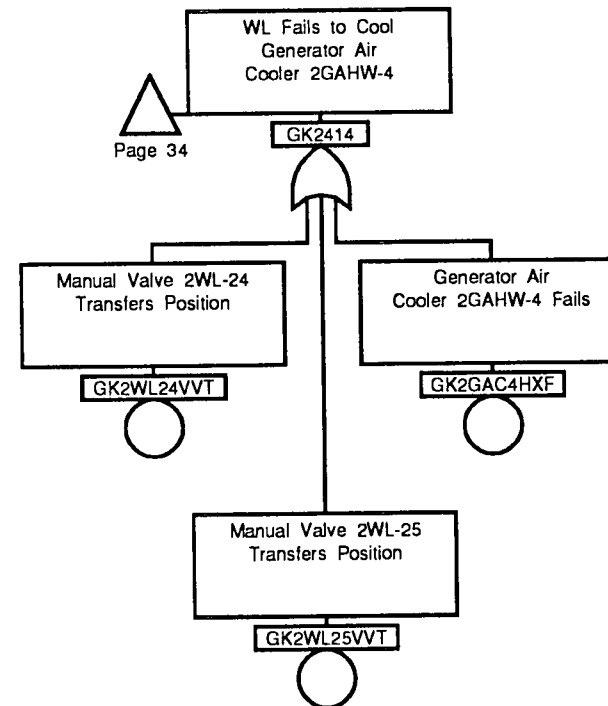 WL Fails to Cool
Generator Air
Cooler 2GAHW-4
Page 34
GK2414
Manual Valve 2WL-24
Transfers Position
GK2WL24VVT
Generator Air
Cooler 2GAHW-4 Fails
GK2GAC4HXF
Manual Valve 2WL-25
Transfers Position
GK2WL25VVT